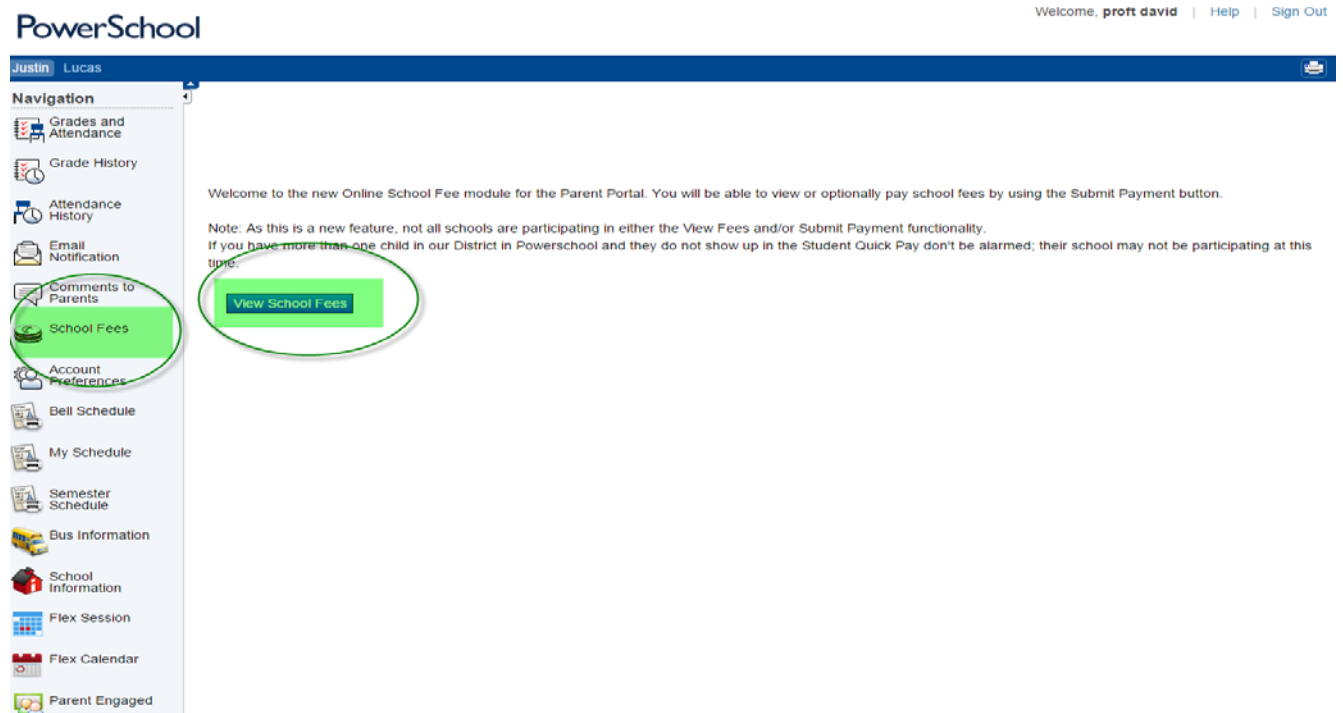 PowerSchool
Welcome, proft david | Help | Sign Out
Justin Lucas
Navigation
Grades and
Attendance
Grade History
Attendance
History
Email
Notification
Comments to
Parents
School Fees
Account
Preferences
Bell Schedule
My Schedule
Semester
Schedule
Bus Information
School
Information
Flex Session
Flex Calendar
Parent Engaged
Welcome to the new Online School Fee module for the Parent Portal. You will be able to view or optionally pay school fees by using the Submit Payment button.
Note: As this is a new feature, not all schools are participating in either the View Fees and/or Submit Payment functionality.
If you have more than one child in our District in Powerschool and they do not show up in the Student Quick Pay don't be alarmed; their school may not be participating at this
time.
View School Fees